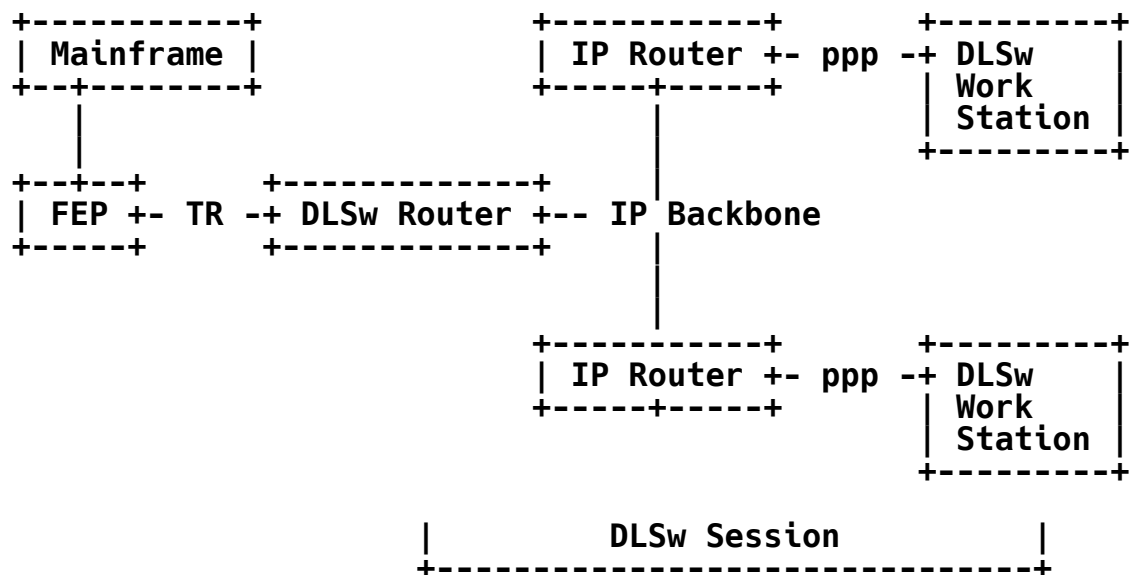 Mainframe IP Router ppp DLSw
Work
Station
FEP TR DLSw Router IP Backbone
IP Router ppp DLSw
Work
Station
DLSw Session